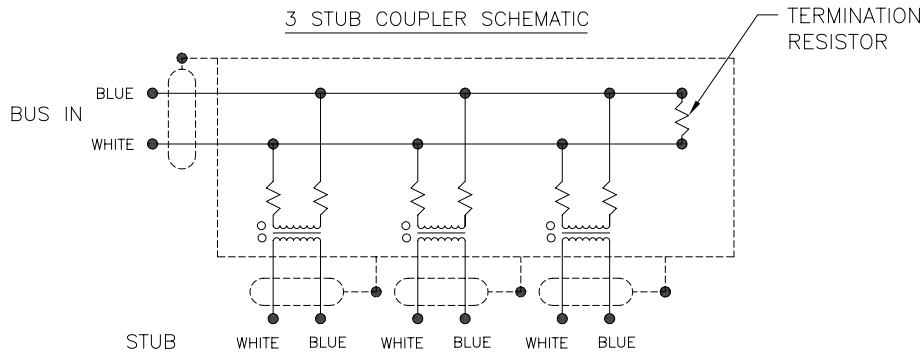 3 STUB COUPLER SCHEMATIC
TERMINATION
RESISTOR
BLUE
BUS IN
WHITE
STUB WHITE BLUE WHITE BLUE WHITE BLUE